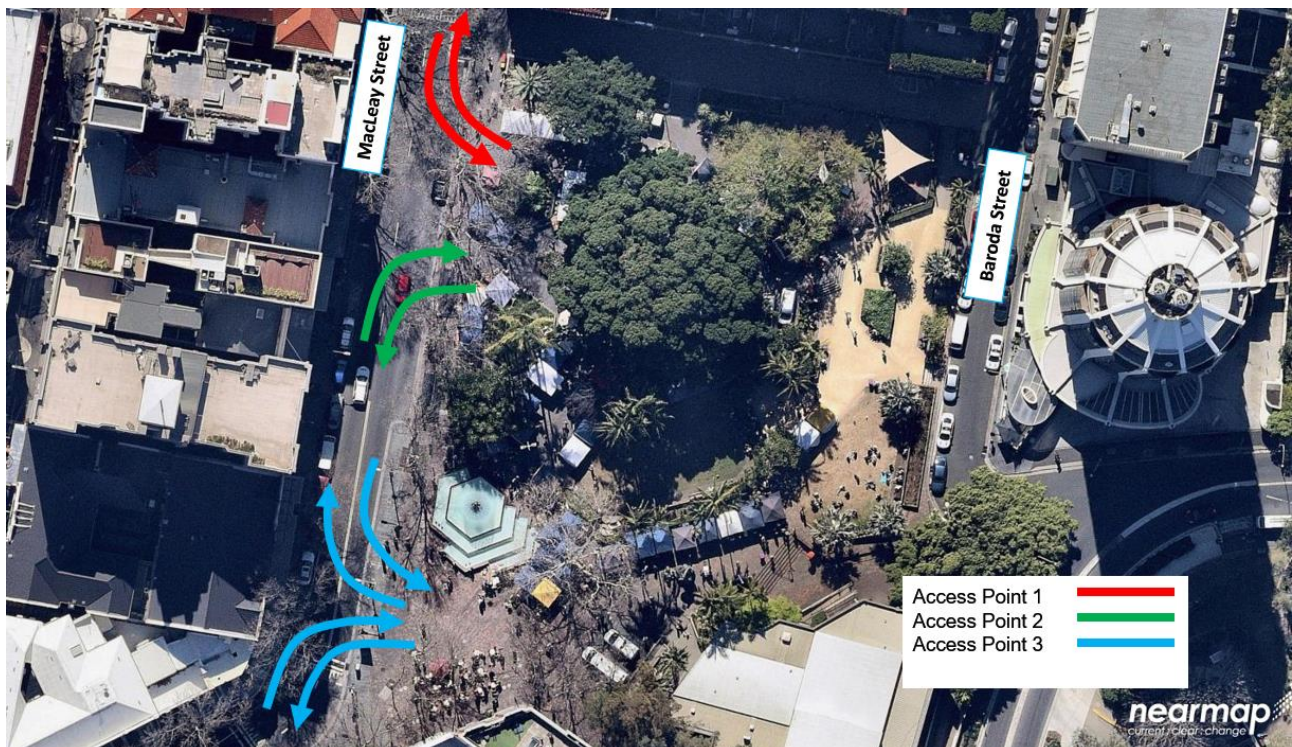 MacLeay Street
Baroda Street
Access Point 1
Access Point 2
Access Point 3
nearmap
current:clear:change